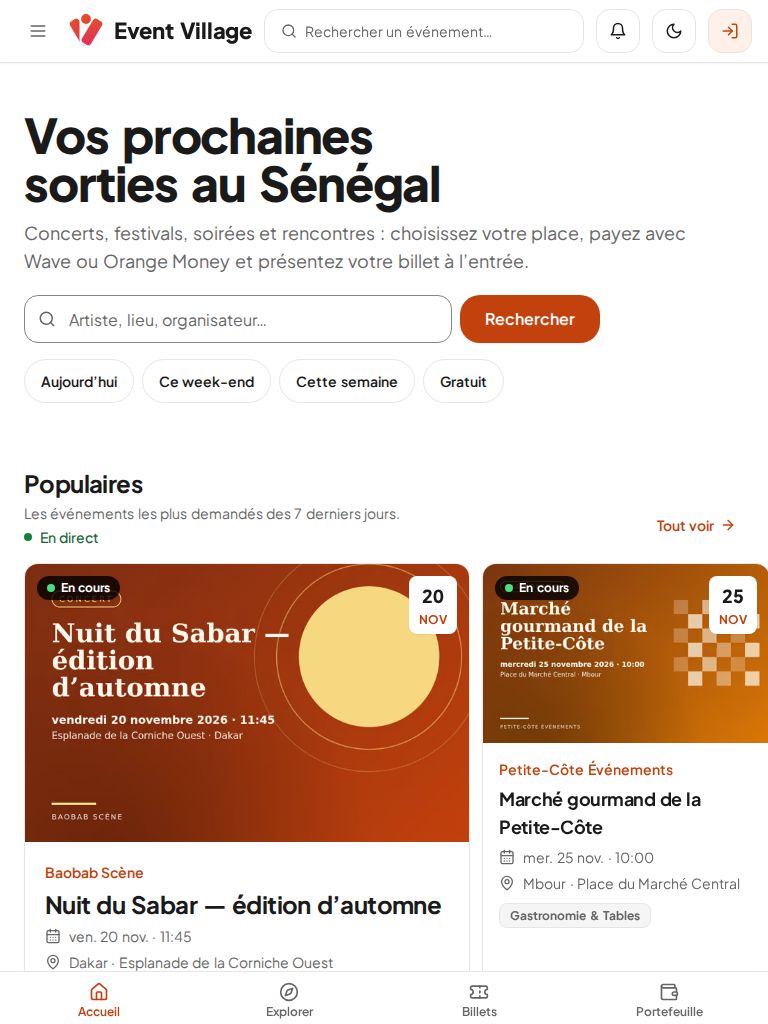 Event Village
Rechercher un événement…
Vos prochaines
sorties au Sénégal
Concerts, festivals, soirées et rencontres : choisissez votre place, payez avec
Wave ou Orange Money et présentez votre billet à l’entrée.
Artiste, lieu, organisateur…
Rechercher
Aujourd’hui
Ce week-end
Cette semaine
Gratuit
Populaires
Les événements les plus demandés des 7 derniers jours.
En direct
Tout voir
En cours
20
NOV
CONCERT
Nuit du Sabar —
édition
d’automne
vendredi 20 novembre 2026 · 11:45
Esplanade de la Corniche Ouest · Dakar
BAOBAB SCÈNE
Baobab Scène
Nuit du Sabar — édition d’automne
ven. 20 nov. · 11:45
Dakar · Esplanade de la Corniche Ouest
En cours
25
NOV
Marché
gourmand de la
Petite-Côte
mercredi 25 novembre 2026 · 10:00
Place du Marché Central · Mbour
PETITE-CÔTE ÉVÉNEMENTS
Petite-Côte Événements
Marché gourmand de la
Petite-Côte
mer. 25 nov. · 10:00
Mbour · Place du Marché Central
Gastronomie & Tables
Accueil
Explorer
Billets
Portefeuille